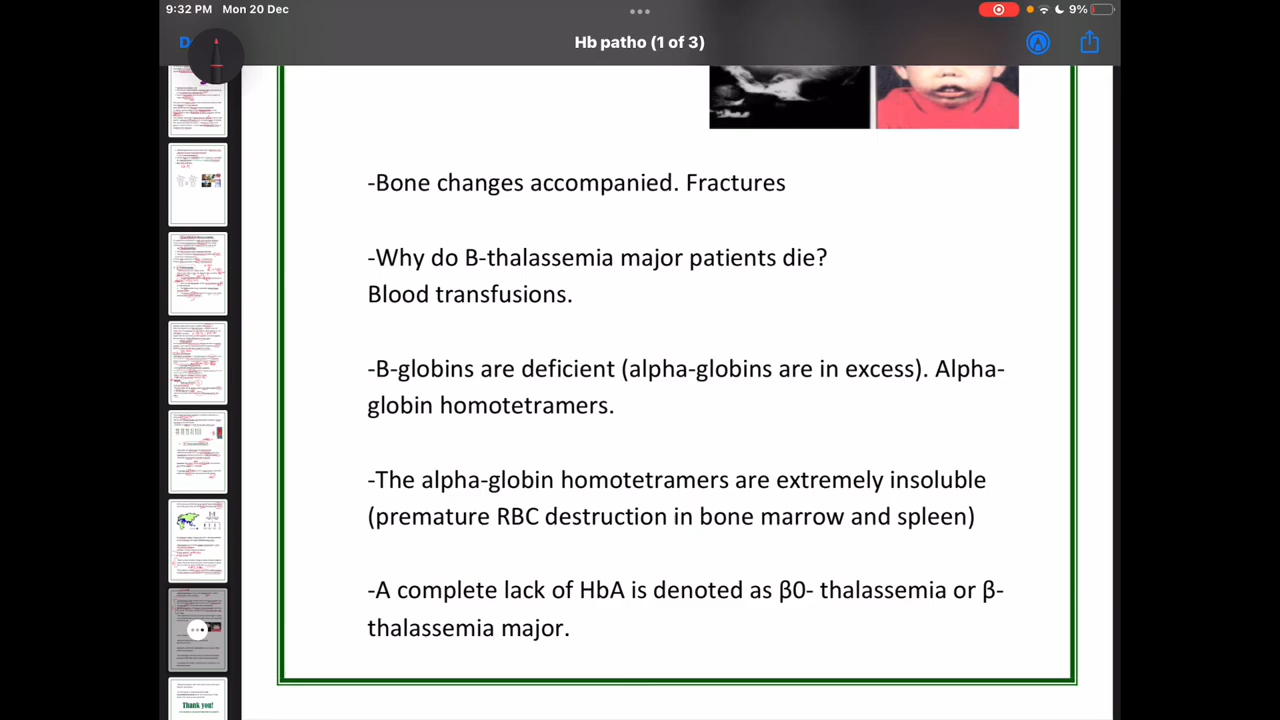 9:32 PM Mon 20 Dec
9%
Hb patho (1 of 3)
-Bone changes accompanied. Fractures
-Why do B-thalassemia major patients die?
Blood transfusions.
-B-globins are deficient (alpha-globins are in excess). Alpha-
globin homotetramers.
-The alpha-globin homotetramers are extremely insoluble
(premature RBC destruction in bone marrow and spleen)
-A complete lack of HbA is denoted as β0- thalassemia or β-
thalassemia major.
Thank you!